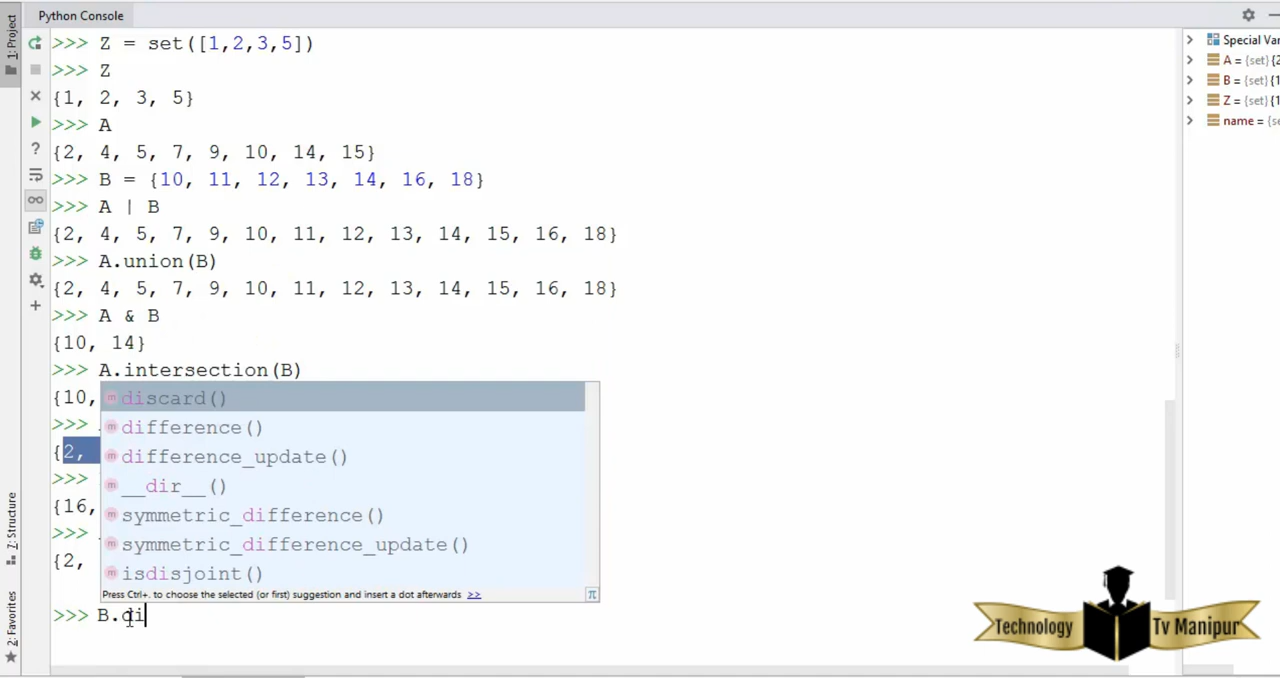 Python Console
1: Project
>>> Z = set([1,2,3,5])
>>> Z
{1, 2, 3, 5}
>>> A
{2, 4, 5, 7, 9, 10, 14, 15}
>>> B = {10, 11, 12, 13, 14, 16, 18}
>>> A | B
{2, 4, 5, 7, 9, 10, 11, 12, 13, 14, 15, 16, 18}
>>> A.union(B)
{2, 4, 5, 7, 9, 10, 11, 12, 13, 14, 15, 16, 18}
>>> A & B
{10, 14}
>>> A.intersection(B)
{10,
>>>
{2,
>>>
{16,
>>>
{2,
discard()
difference()
difference_update()
__dir__()
symmetric_difference()
symmetric_difference_update()
isdisjoint()
Press Ctrl+. to choose the selected (or first) suggestion and insert a dot afterwards >>
π
>>> B.di
Special Var
A = {set} {2
B = {set} {1
Z = {set} {1
name = {se
Z: Structure
2: Favorites
Technology Tv Manipur